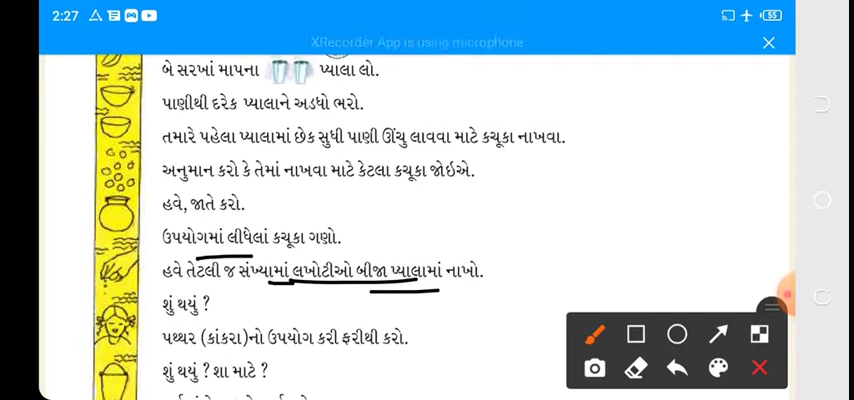 2:27
55
XRecorder App is using microphone
બે સરખાં માપના પ્યાલા લો.
પાણીથી દરેક પ્યાલાને અડધો ભરો.
તમારે પહેલા પ્યાલામાં છેક સુધી પાણી ઊંચુ લાવવા માટે કચૂકા નાખવા.
અનુમાન કરો કે તેમાં નાખવા માટે કેટલા કચૂકા જોઇએ.
હવે, જાતે કરો.
ઉપયોગમાં લીધેલાં કચૂકા ગણો.
હવે તેટલી જ સંખ્યામાં લખોટીઓ બીજા પ્યાલામાં નાખો.
શું થયું ?
પથ્થર (કાંકરા)નો ઉપયોગ કરી ફરીથી કરો.
શું થયું ? શા માટે ?